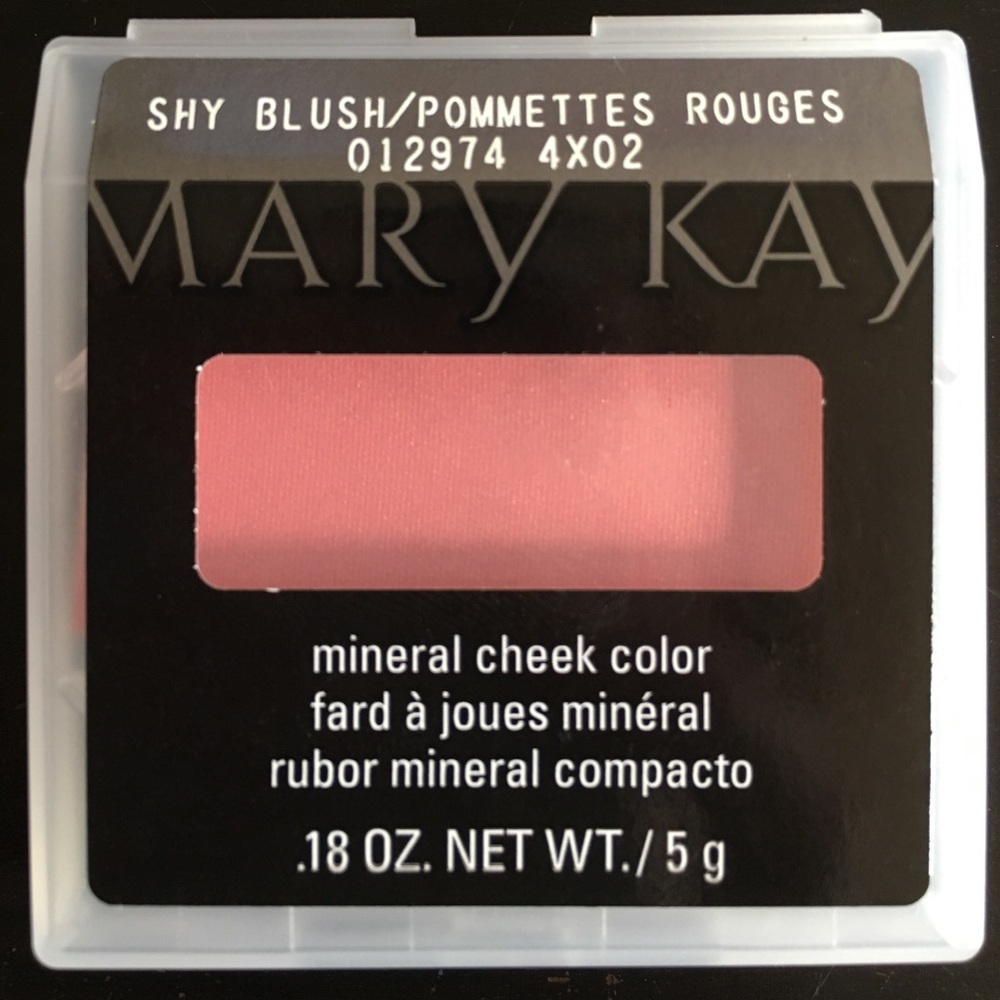 SHY BLUSH/POMMETTES ROUGES
012974 4X02
MARY KAY
mineral cheek color
fard à joues minéral
rubor mineral compacto
.18 OZ. NET WT./ 5 g